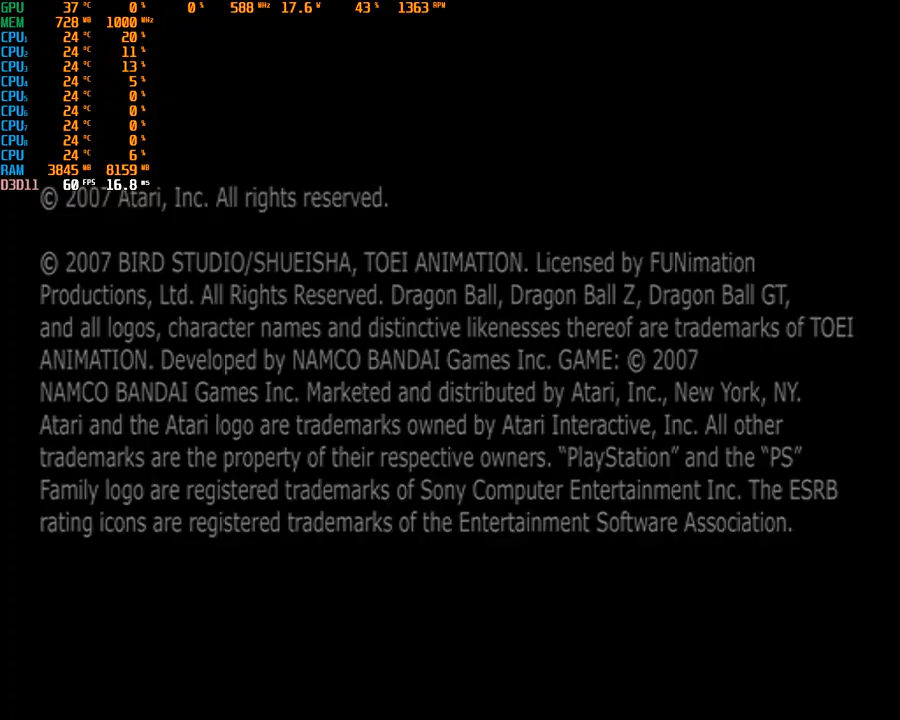 GPU 37 °C 0 % 0 % 588 MHz 17.6 W 43 % 1363 RPM
MEM 728 MB 1000 MHz
CPU1 24 °C 20 %
CPU2 24 °C 11 %
CPU3 24 °C 13 %
CPU4 24 °C 5 %
CPU5 24 °C 0 %
CPU6 24 °C 0 %
CPU7 24 °C 0 %
CPU8 24 °C 0 %
CPU 24 °C 6 %
RAM 3845 MB 8159 MB
D3D11 60 FPS 16.8 ms
© 2007 Atari, Inc. All rights reserved.
© 2007 BIRD STUDIO/SHUEISHA, TOEI ANIMATION. Licensed by FUNimation
Productions, Ltd. All Rights Reserved. Dragon Ball, Dragon Ball Z, Dragon Ball GT,
and all logos, character names and distinctive likenesses thereof are trademarks of TOEI
ANIMATION. Developed by NAMCO BANDAI Games Inc. GAME: © 2007
NAMCO BANDAI Games Inc. Marketed and distributed by Atari, Inc., New York, NY.
Atari and the Atari logo are trademarks owned by Atari Interactive, Inc. All other
trademarks are the property of their respective owners. “PlayStation” and the “PS”
Family logo are registered trademarks of Sony Computer Entertainment Inc. The ESRB
rating icons are registered trademarks of the Entertainment Software Association.